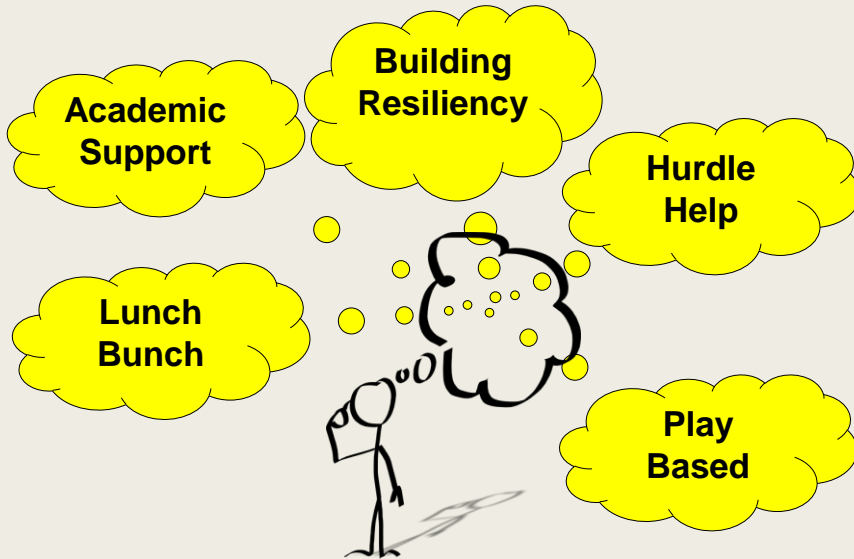 Building
Resiliency
Academic
Support
Hurdle
Help
Lunch
Bunch
Play
Based